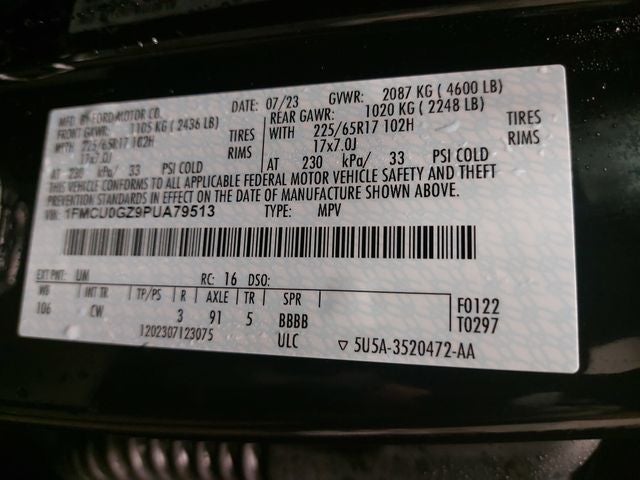 MFD. BY FORD MOTOR CO. DATE: 07/23 GVWR: 2087 KG ( 4600 LB)
FRONT GAWR: 1105 KG ( 2436 LB) REAR GAWR: 1020 KG ( 2248 LB)
WITH 225/65R17 102H TIRES WITH 225/65R17 102H TIRES
17x7.0J RIMS 17x7.0J RIMS
AT 230 kPa/ 33 PSI COLD AT 230 kPa/ 33 PSI COLD
THIS VEHICLE CONFORMS TO ALL APPLICABLE FEDERAL MOTOR VEHICLE SAFETY AND THEFT
PREVENTION STANDARDS IN EFFECT ON THE DATE OF MANUFACTURE SHOWN ABOVE.
VIN: 1FMCU0GZ9PUA79513 TYPE: MPV
EXT PNT: UM RC: 16 DSO:
WB INT TR TP/PS R AXLE TR SPR F0122
106 CW 3 91 5 BBBB T0297
1202307123075 ULC ▽ 5U5A-3520472-AA